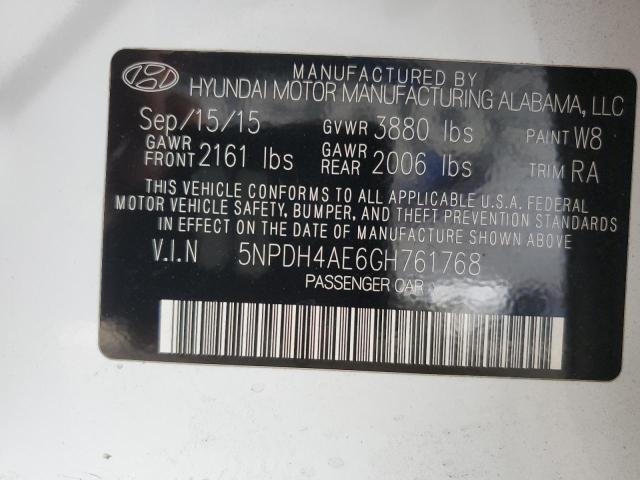 MANUFACTURED BY
HYUNDAI MOTOR MANUFACTURING ALABAMA, LLC
Sep/15/15 GVWR 3880 lbs PAINT W8
GAWR FRONT 2161 lbs GAWR REAR 2006 lbs TRIM RA
THIS VEHICLE CONFORMS TO ALL APPLICABLE U.S.A. FEDERAL
MOTOR VEHICLE SAFETY, BUMPER, AND THEFT PREVENTION STANDARDS
IN EFFECT ON THE DATE OF MANUFACTURE SHOWN ABOVE
V.I.N 5NPDH4AE6GH761768
PASSENGER CAR